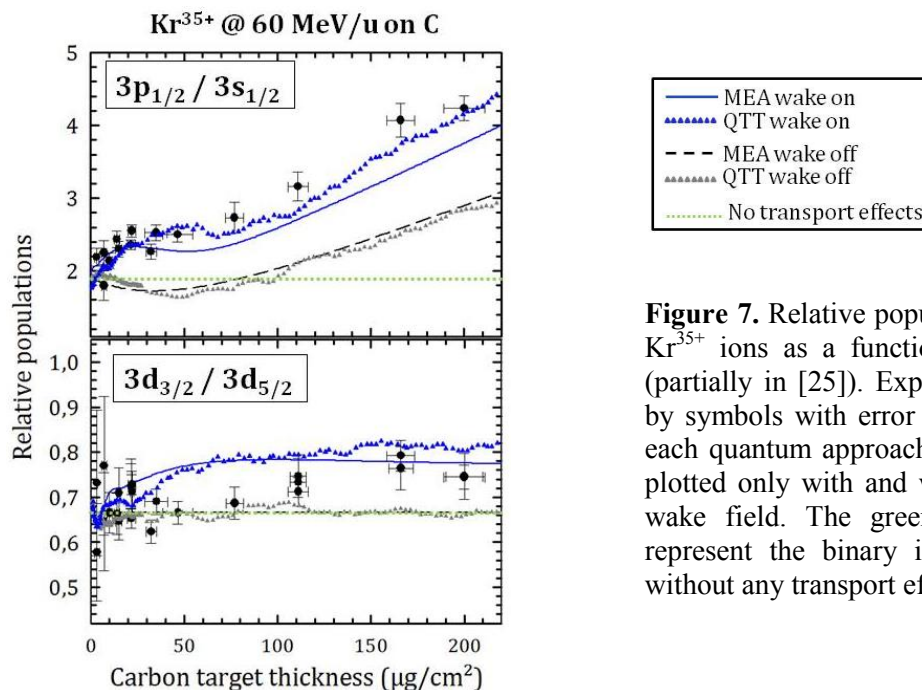 Kr³⁵⁺ @ 60 MeV/u on C
3p₁/₂ / 3s₁/₂
5
4
3
2
Relative populations
3d₃/₂ / 3d₅/₂
1,0
0,9
0,8
0,7
0,6
0,5
0 50 100 150 200
Carbon target thickness (μg/cm²)
MEA wake on
QTT wake on
MEA wake off
QTT wake off
No transport effects
Figure 7. Relative popu
Kr³⁵⁺ ions as a functi
(partially in [25]). Exp
by symbols with error
each quantum approach
plotted only with and v
wake field. The green
represent the binary i
without any transport ef